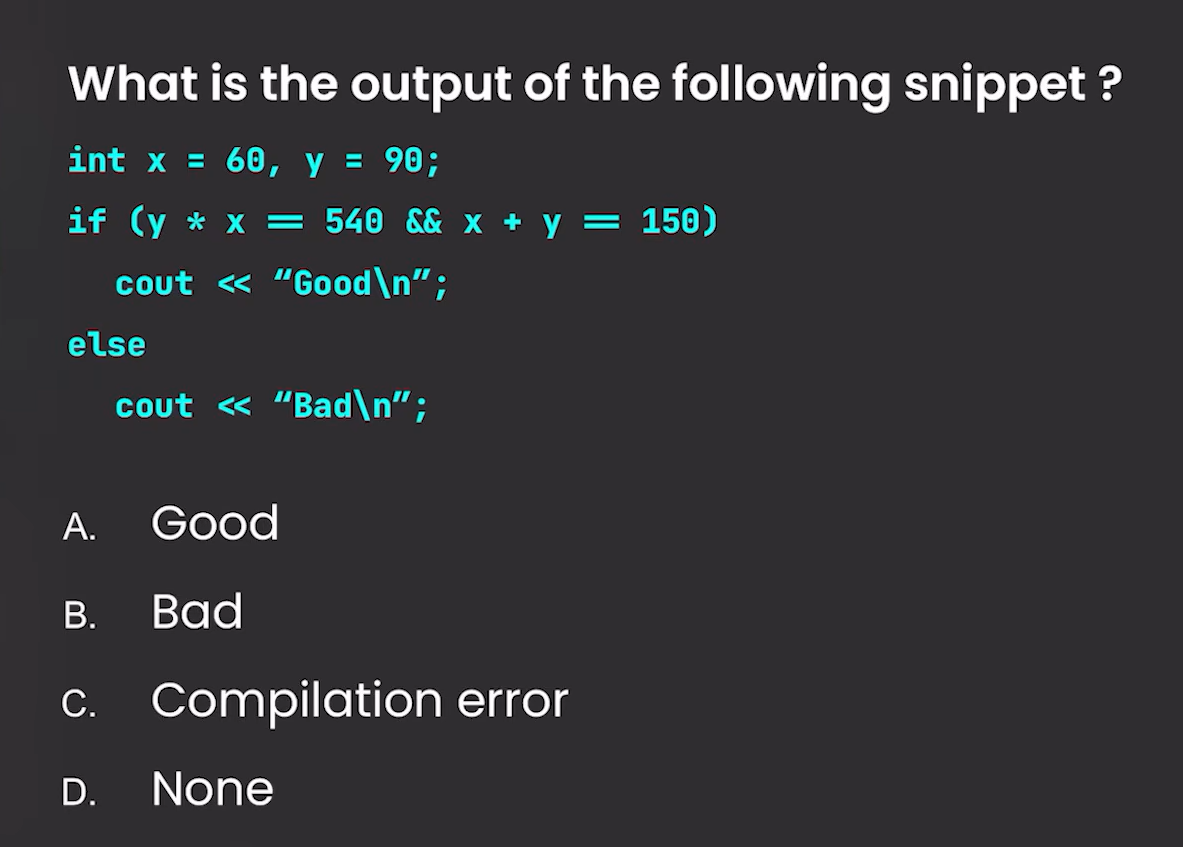 What is the output of the following snippet ?
int x = 60, y = 90;
if (y * x == 540 && x + y == 150)
cout << “Good\n”;
else
cout << “Bad\n”;
A. Good
B. Bad
C. Compilation error
D. None